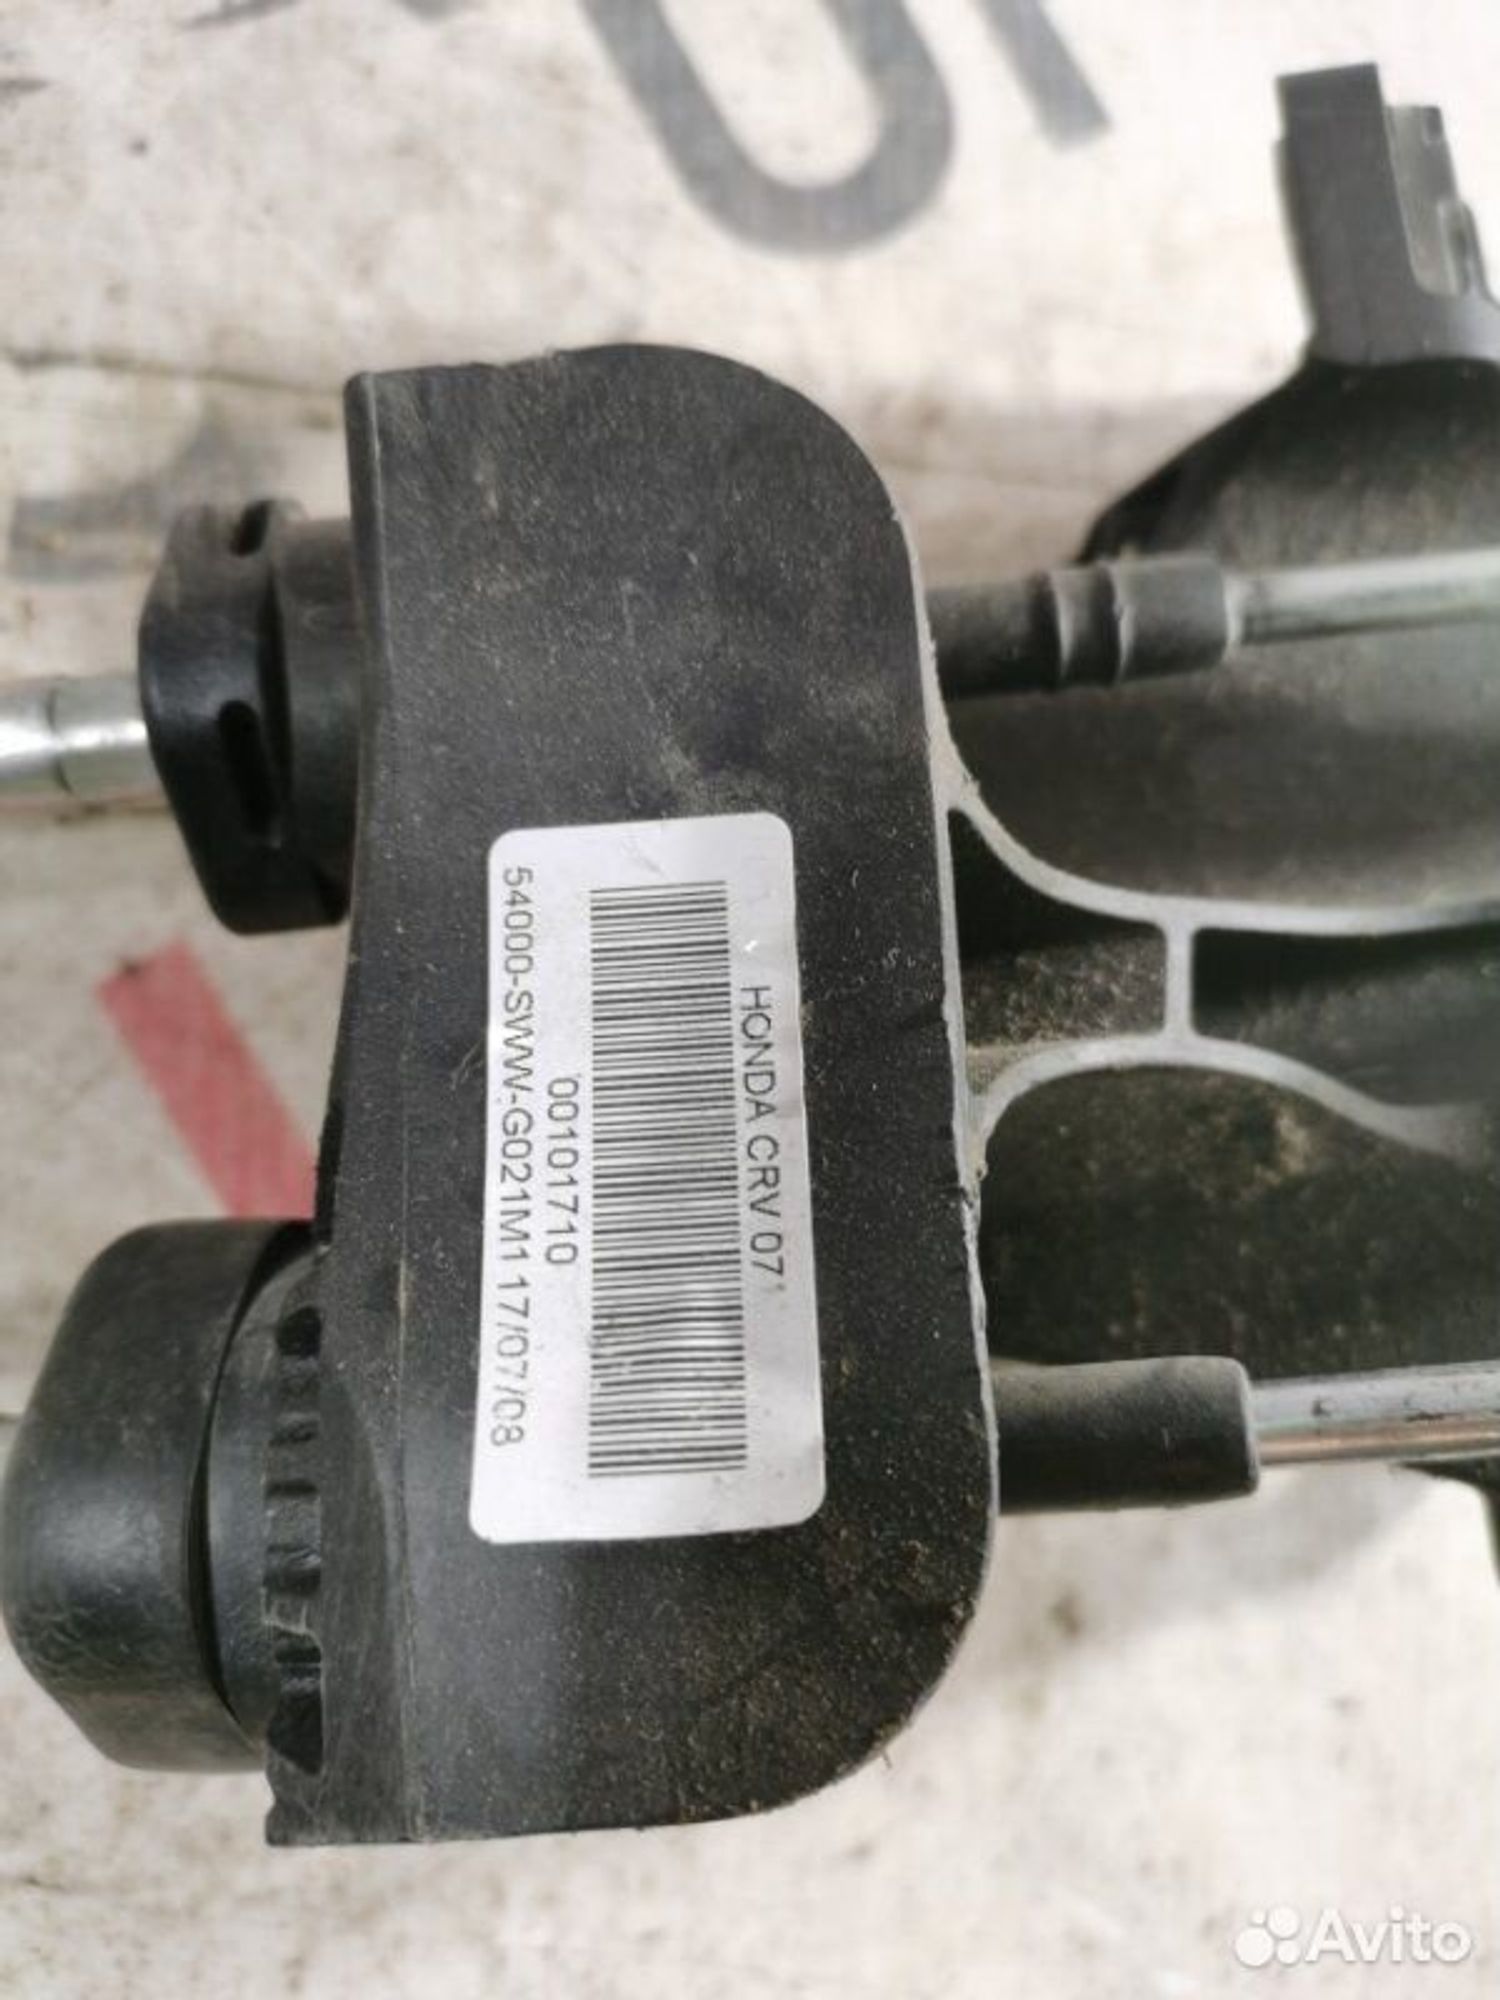 HONDA CRV 07'
00101710
54000-SWW-G021M1 17/07/08
Avito